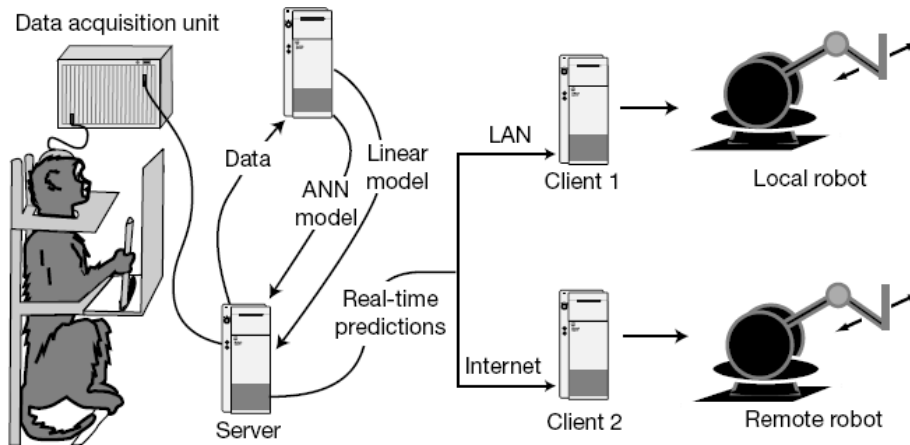 Data acquisition unit
Data
ANN
model
Linear
model
LAN
Client 1
Local robot
Real-time
predictions
Internet
Server
Client 2
Remote robot